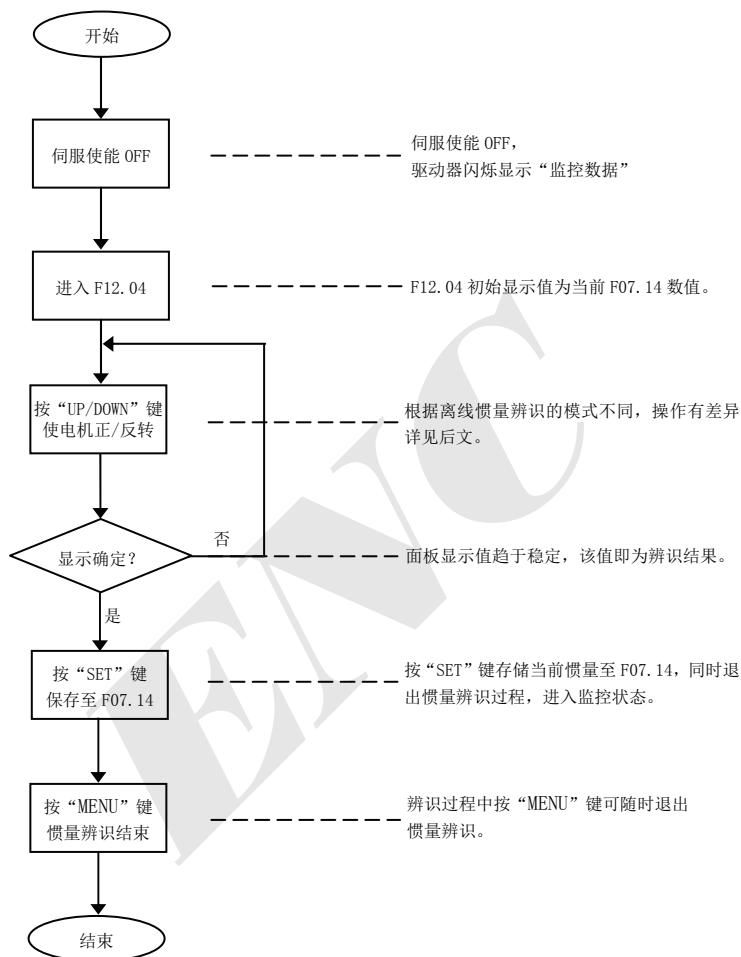 开始
伺服使能 OFF
伺服使能 OFF，
驱动器闪烁显示“监控数据”
进入 F12.04
F12.04 初始显示值为当前 F07.14 数值。
按“UP/DOWN”键
使电机正/反转
根据离线惯量辨识的模式不同，操作有差异
详见后文。
否
显示确定？
面板显示值趋于稳定，该值即为辨识结果。
是
按“SET”键
保存至 F07.14
按“SET”键存储当前惯量至 F07.14，同时退
出惯量辨识过程，进入监控状态。
按“MENU”键
惯量辨识结束
辨识过程中按“MENU”键可随时退出
惯量辨识。
结束
ENC